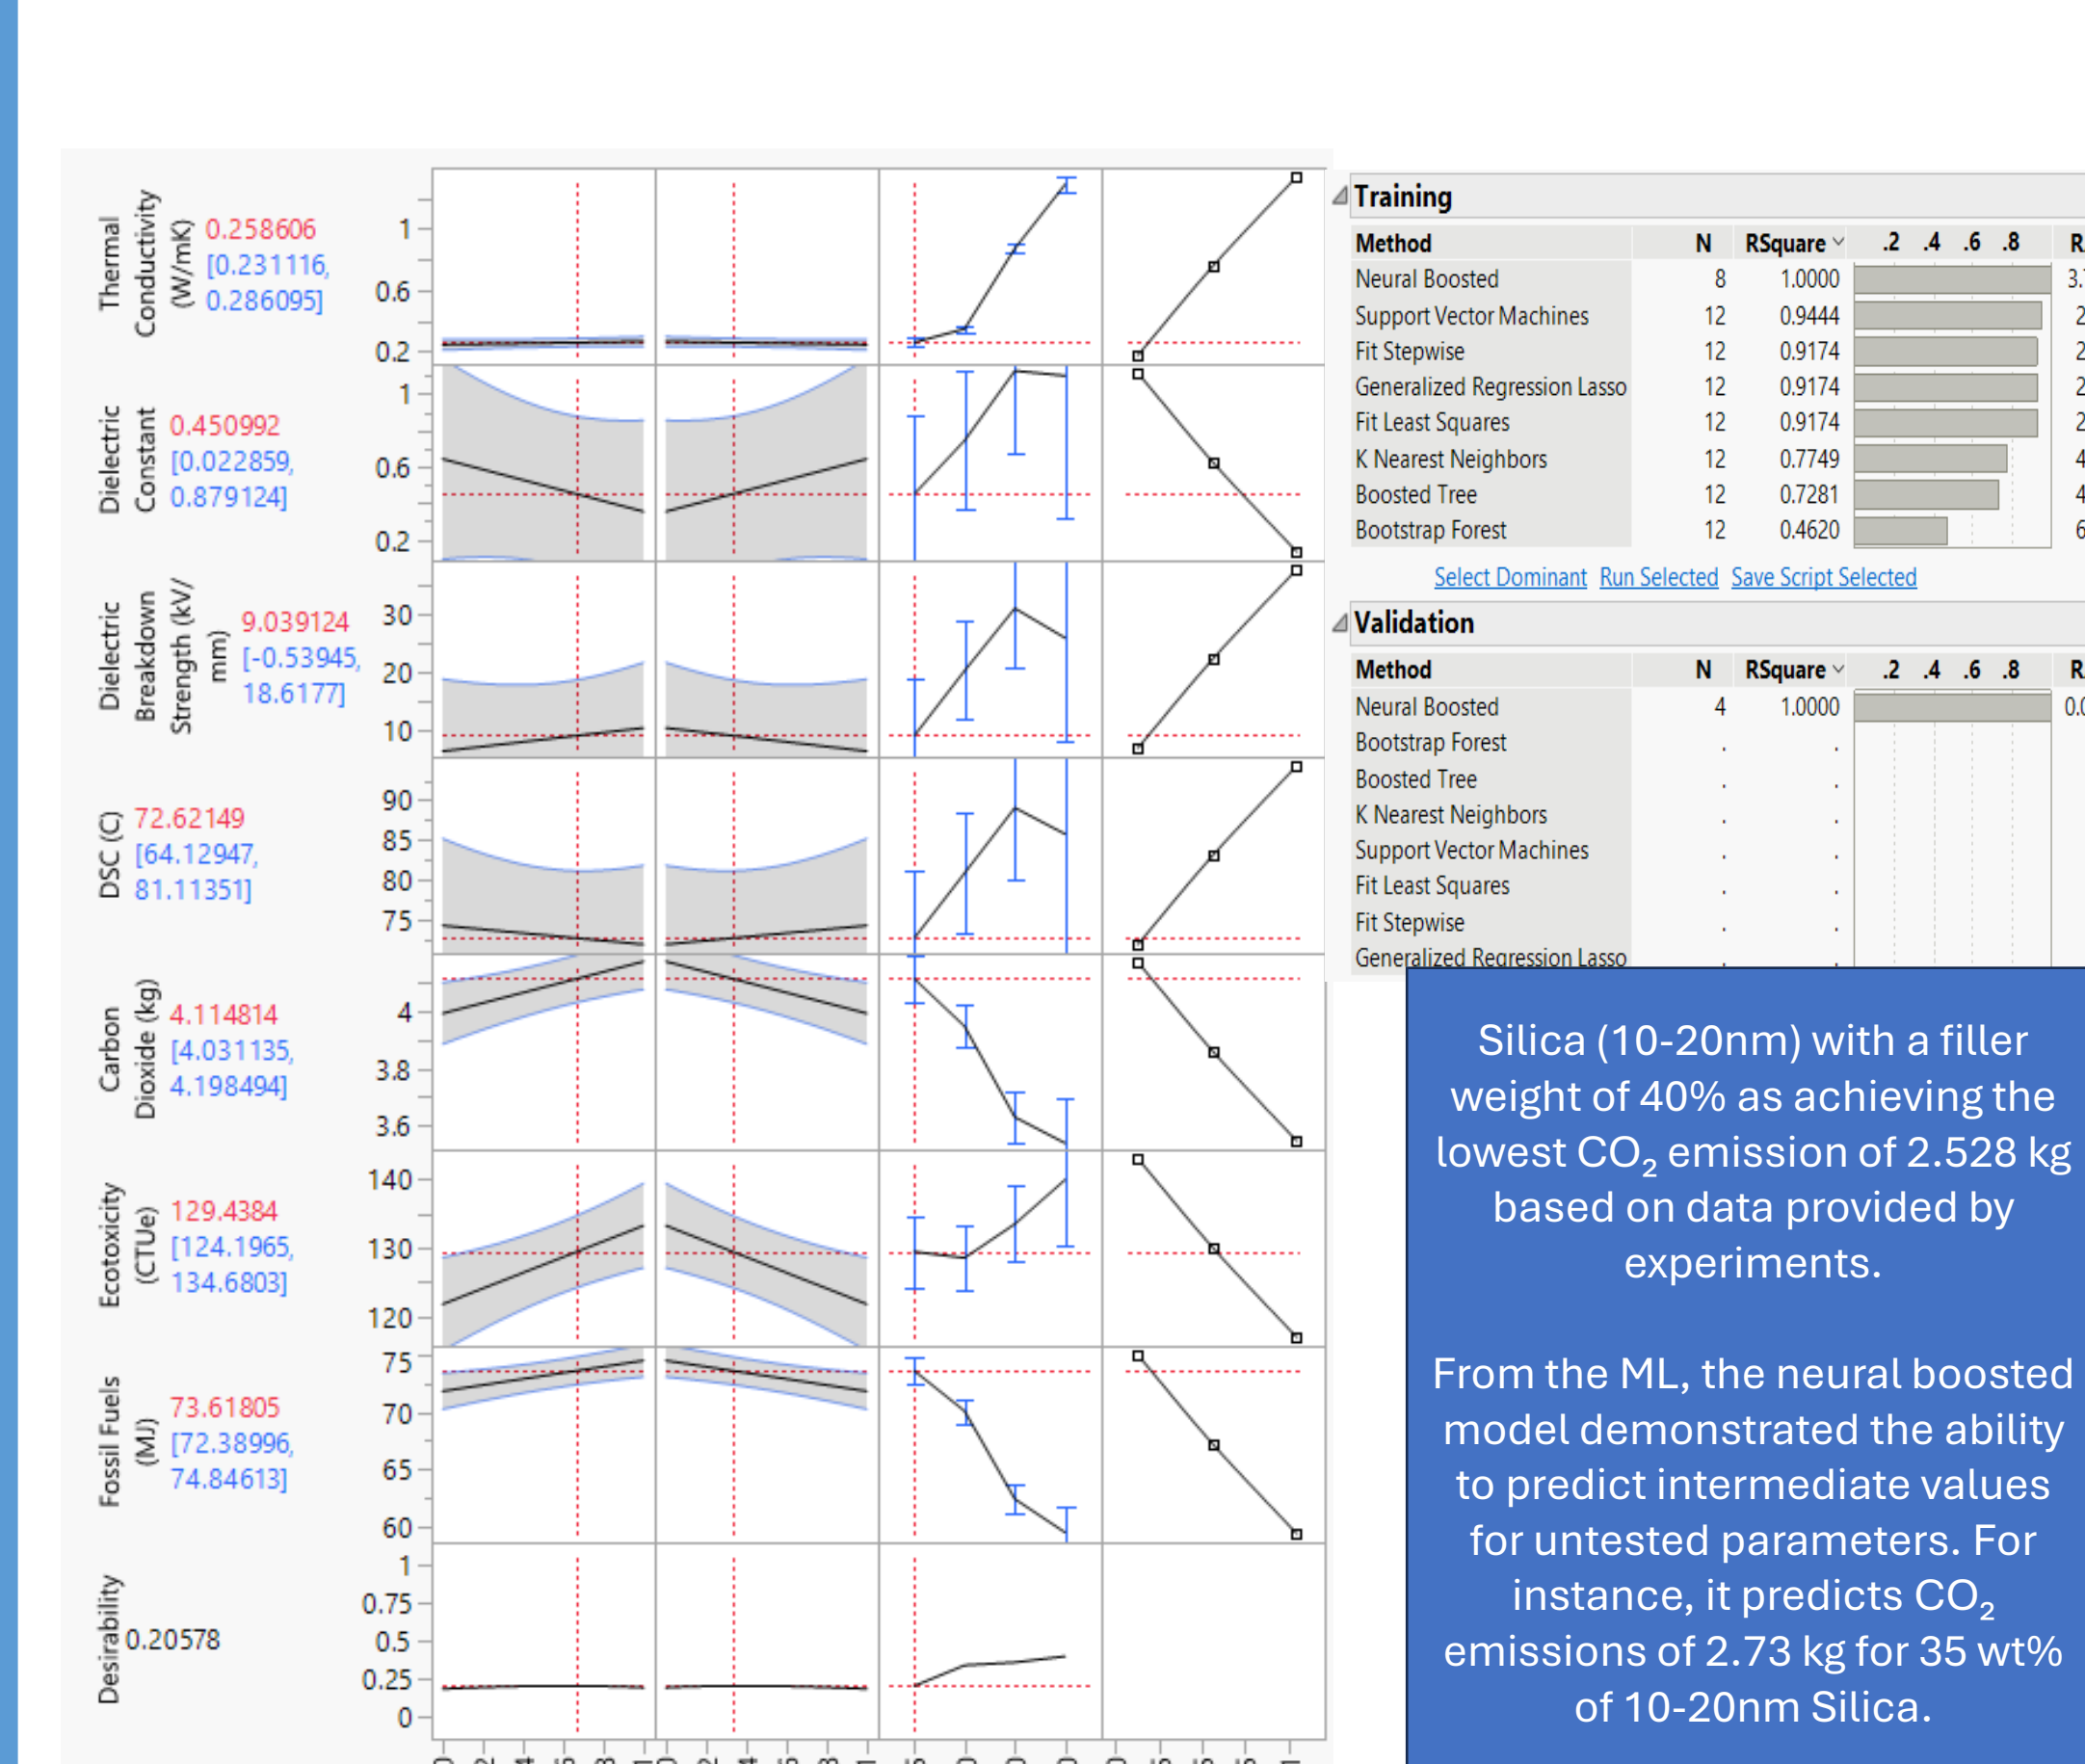 Thermal
Conductivity
(W/mK)
0.258606
[0.231116,
0.286095]
1
0.6
0.2
Dielectric
Constant
0.450992
[0.022859,
0.879124]
1
0.6
0.2
Dielectric
Breakdown
Strength (kV/
mm)
9.039124
[-0.53945,
18.6177]
30
20
10
DSC (C)
72.62149
[64.12947,
81.11351]
90
85
80
75
Carbon
Dioxide (kg)
4.114814
[4.031135,
4.198494]
4
3.8
3.6
Ecotoxicity
(CTUe)
129.4384
[124.1965,
134.6803]
140
130
120
Fossil Fuels
(MJ)
73.61805
[72.38996,
74.84613]
75
70
65
60
Desirability
0.20578
1
0.75
0.5
0.25
0
Training
Method N RSquare .2 .4 .6 .8
Neural Boosted 8 1.0000 3.
Support Vector Machines 12 0.9444 2
Fit Stepwise 12 0.9174 2
Generalized Regression Lasso 12 0.9174 2
Fit Least Squares 12 0.9174 2
K Nearest Neighbors 12 0.7749 4
Boosted Tree 12 0.7281 4
Bootstrap Forest 12 0.4620 6
Select Dominant Run Selected Save Script Selected
Validation
Method N RSquare .2 .4 .6 .8
Neural Boosted 4 1.0000 0.0
Bootstrap Forest . .
Boosted Tree . .
K Nearest Neighbors . .
Support Vector Machines . .
Fit Least Squares . .
Fit Stepwise . .
Generalized Regression Lasso . .
Silica (10-20nm) with a filler
weight of 40% as achieving the
lowest CO₂ emission of 2.528 kg
based on data provided by
experiments.
From the ML, the neural boosted
model demonstrated the ability
to predict intermediate values
for untested parameters. For
instance, it predicts CO₂
emissions of 2.73 kg for 35 wt%
of 10-20nm Silica.